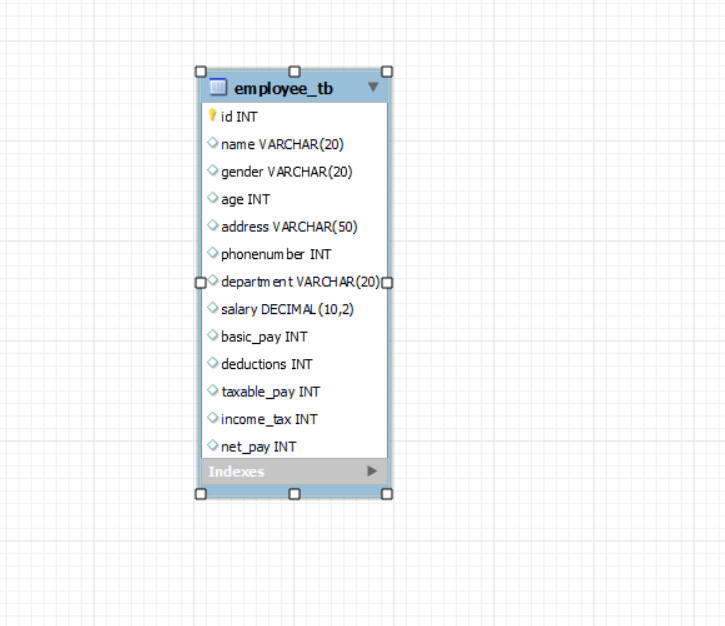 employee_tb
id INT
name VARCHAR(20)
gender VARCHAR(20)
age INT
address VARCHAR(50)
phonenumber INT
department VARCHAR(20)
salary DECIMAL(10,2)
basic_pay INT
deductions INT
taxable_pay INT
income_tax INT
net_pay INT
Indexes